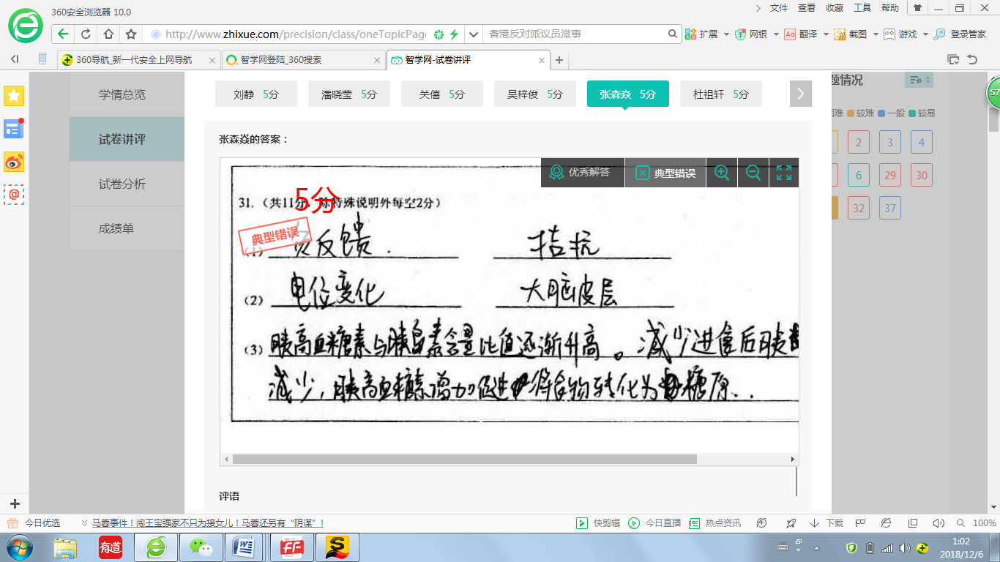 360安全浏览器 10.0
文件 查看 收藏 工具 帮助
http://www.zhixue.com/precision/class/oneTopicPage
香港反对派议员滋事
扩展 网银 翻译 截图 游戏 登录管家
360导航_新一代安全上网导航
智学网登陆_360搜索
智学网-试卷讲评
学情总览
试卷讲评
试卷分析
成绩单
刘静 5分
潘晓莹 5分
关僖 5分
吴梓俊 5分
张森焱 5分
杜祖轩 5分
题情况
困难 较难 一般 较易
2 3 4
6 29 30
32 37
57
张森焱的答案：
优秀解答 典型错误
5分
31.（共11分，除特殊说明外每空2分）
典型错误
(1) 负反馈. 拮抗
(2) 电位变化 大脑皮层
(3) 胰高血糖素与胰岛素含量比值逐渐升高。减少进食后胰
减少，胰高血糖素增加促进 得食物转化为 糖原..
评语
今日优选
马蓉事件！闯王宝强家不只为接女儿！马蓉还另有“阴谋”！
快剪辑 今日直播 热点资讯 下载 100%
有道
1:02
2018/12/6